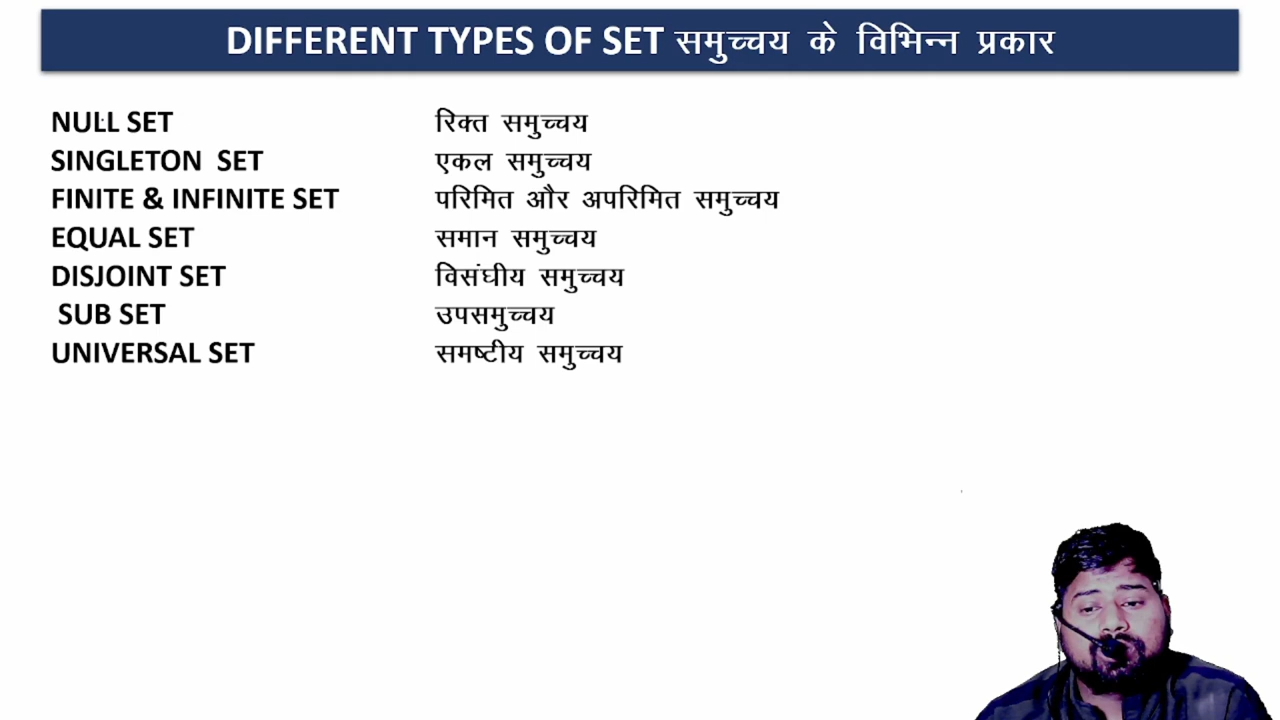 DIFFERENT TYPES OF SET समुच्चय के विभिन्न प्रकार
NULL SET रिक्त समुच्चय
SINGLETON SET एकल समुच्चय
FINITE & INFINITE SET परिमित और अपरिमित समुच्चय
EQUAL SET समान समुच्चय
DISJOINT SET विसंघीय समुच्चय
SUB SET उपसमुच्चय
UNIVERSAL SET समष्टीय समुच्चय